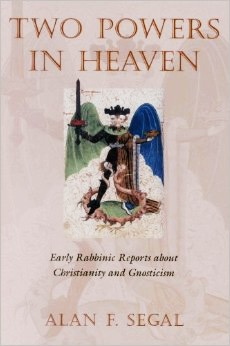 TWO POWERS
IN HEAVEN
Early Rabbinic Reports about
Christianity and Gnosticism
ALAN F. SEGAL